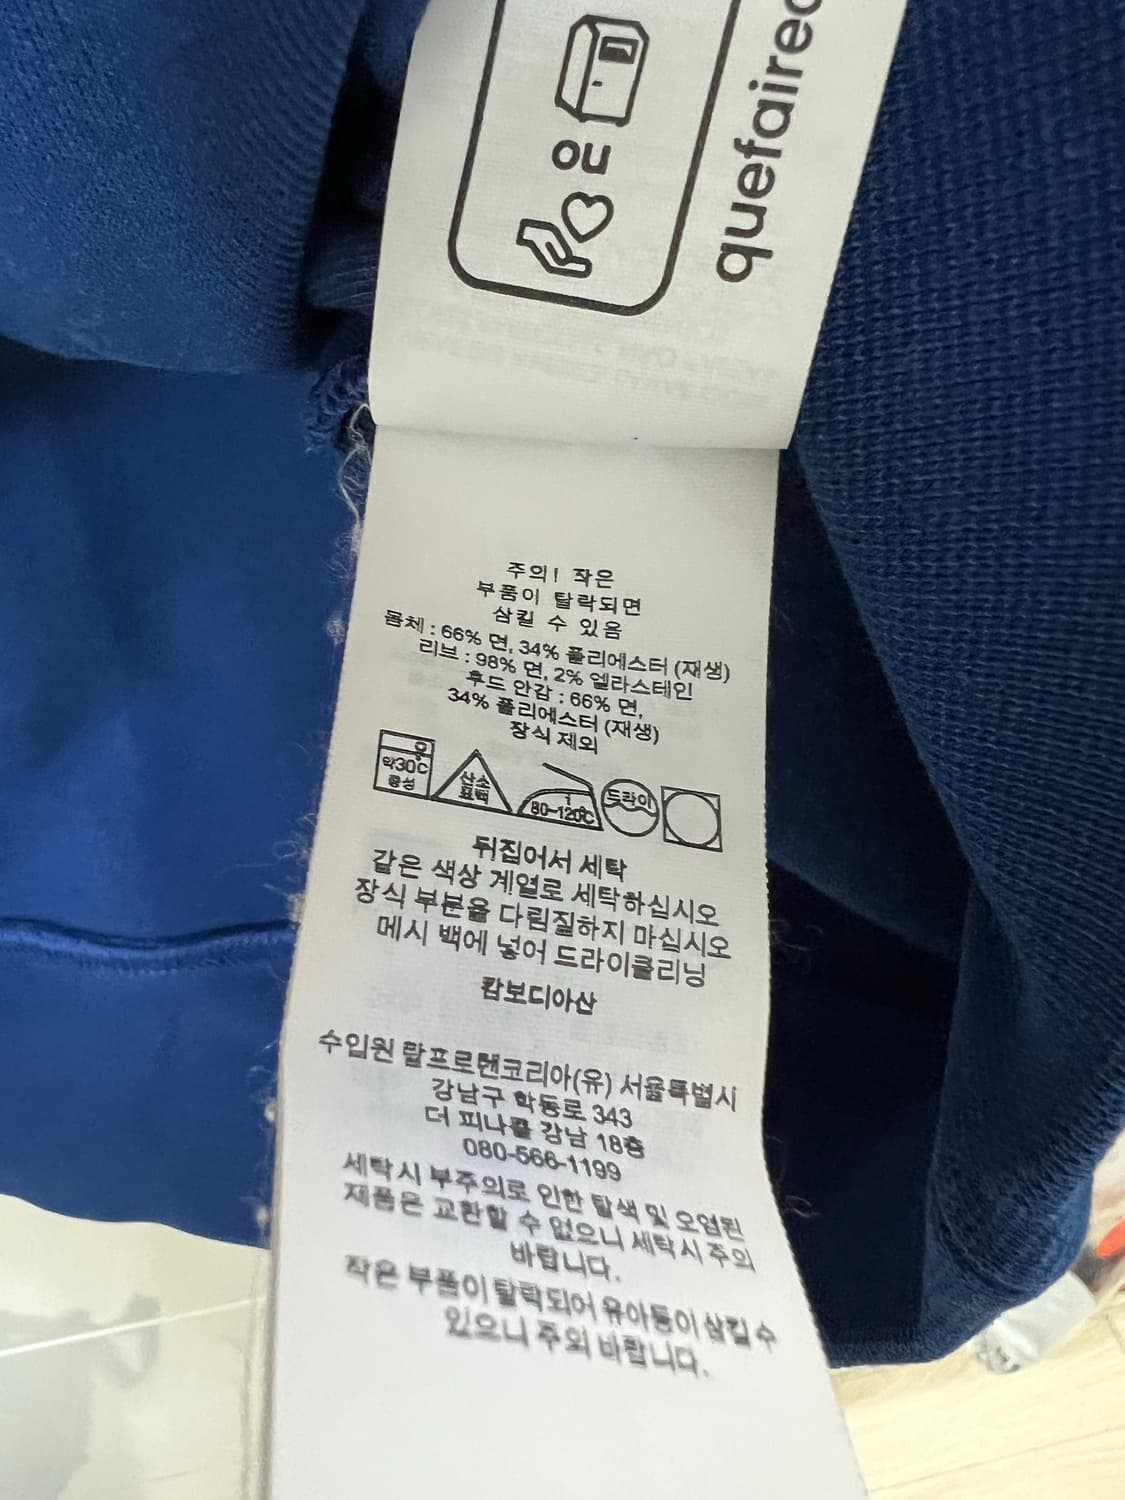 OU
quefairec
주의! 작은
부품이 탈락되면
삼킬 수 있음
몸체 : 66% 면, 34% 폴리에스터 (재생)
리브 : 98% 면, 2% 엘라스테인
후드 안감 : 66% 면,
34% 폴리에스터 (재생)
장식 제외
약30℃
중성
산소
표백
80~120℃
드라이
뒤집어서 세탁
같은 색상 계열로 세탁하십시오
장식 부분을 다림질하지 마십시오
메시 백에 넣어 드라이클리닝
캄보디아산
수입원 랄프로렌코리아(유) 서울특별시
강남구 학동로 343
더 피나클 강남 18층
080-566-1199
세탁시 부주의로 인한 탈색 및 오염된
제품은 교환할 수 없으니 세탁시 주의
바랍니다.
작은 부품이 탈락되어 유아등이 삼킬 수
있으니 주의 바랍니다.